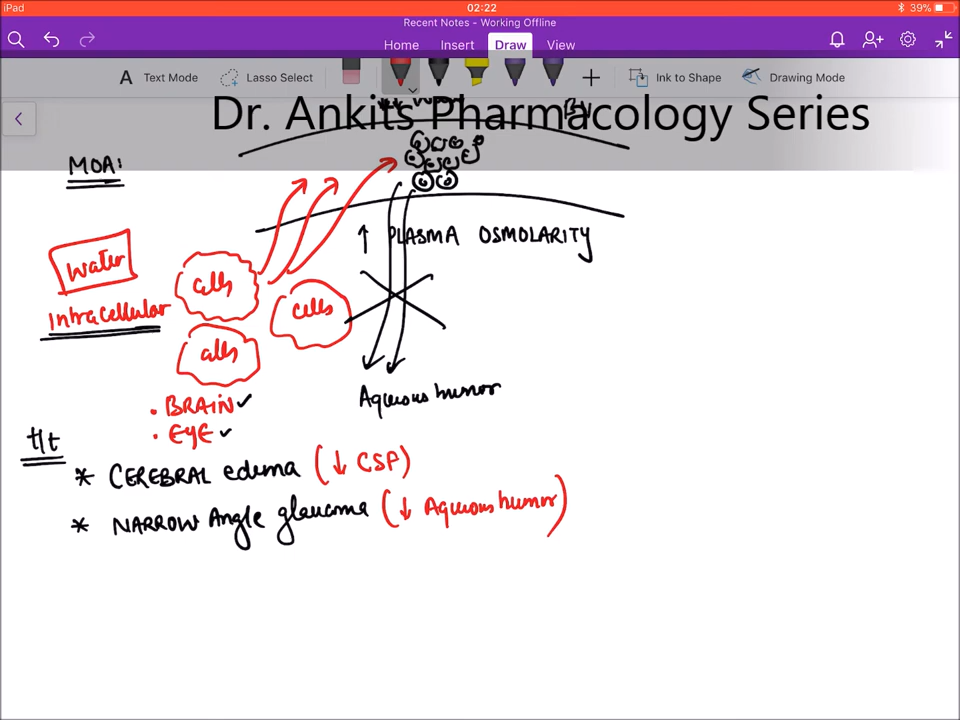 iPad 02:22 39%
Recent Notes - Working Offline
Home Insert Draw View
A Text Mode Lasso Select Ink to Shape Drawing Mode
Dr. Ankits Pharmacology Series
By
MOA:
↑ PLASMA OSMOLARITY
Water
cells
cells
Intracellular
cells
Aqueous humor
• BRAIN ✓
• EYE ✓
t/t
* CEREBRAL edema (↓ CSP)
* NARROW Angle glaucoma (↓ Aqueous humor)